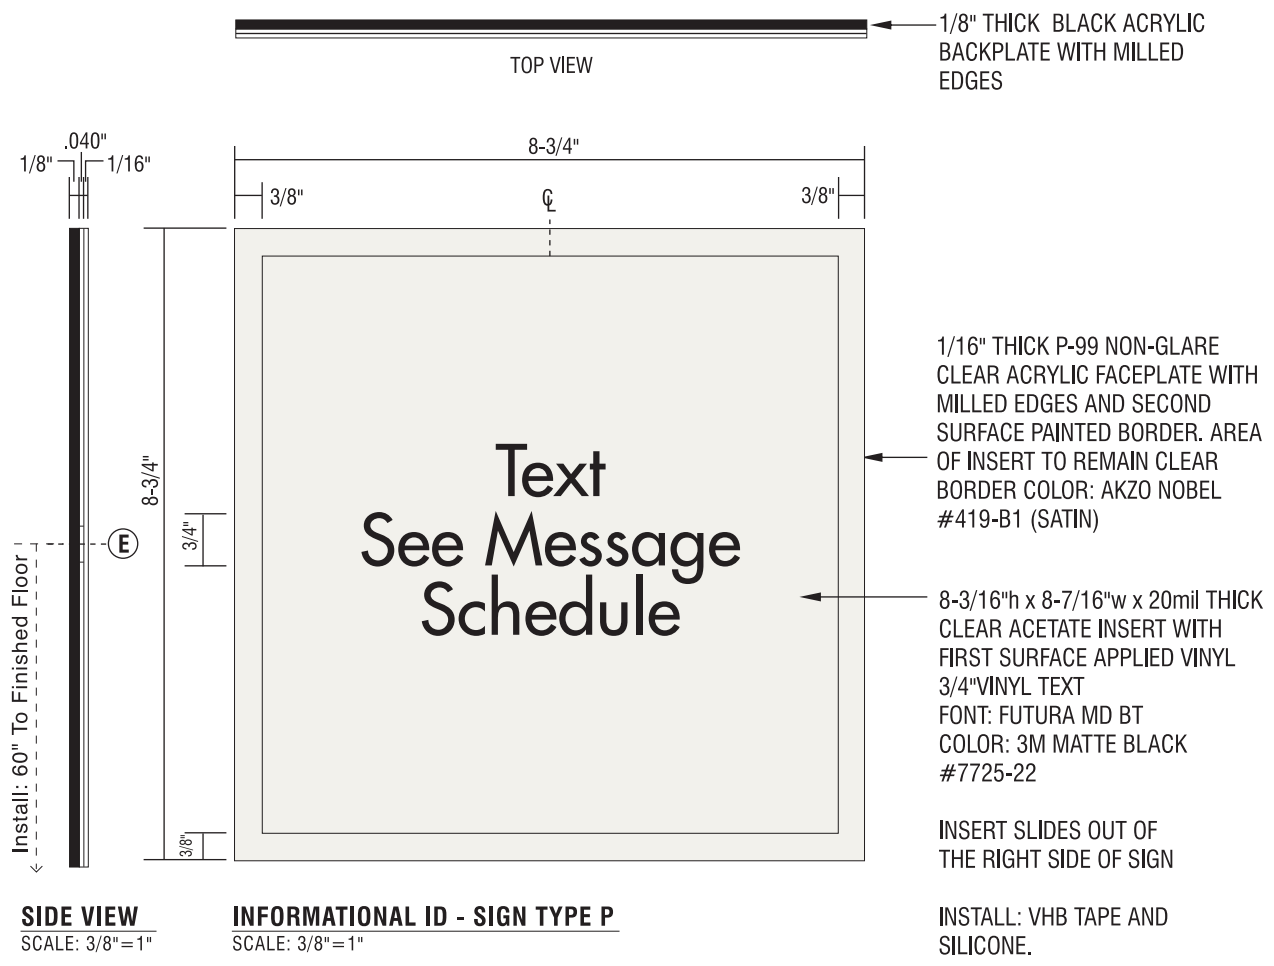 1/8" THICK BLACK ACRYLIC
BACKPLATE WITH MILLED
EDGES
TOP VIEW
.040"
1/8"
1/16"
8-3/4"
3/8"
CL
3/8"
8-3/4"
3/4"
3/8"
E
Install: 60" To Finished Floor
Text
See Message
Schedule
1/16" THICK P-99 NON-GLARE
CLEAR ACRYLIC FACEPLATE WITH
MILLED EDGES AND SECOND
SURFACE PAINTED BORDER. AREA
OF INSERT TO REMAIN CLEAR
BORDER COLOR: AKZO NOBEL
#419-B1 (SATIN)
8-3/16"h x 8-7/16"w x 20mil THICK
CLEAR ACETATE INSERT WITH
FIRST SURFACE APPLIED VINYL
3/4"VINYL TEXT
FONT: FUTURA MD BT
COLOR: 3M MATTE BLACK
#7725-22
INSERT SLIDES OUT OF
THE RIGHT SIDE OF SIGN
INSTALL: VHB TAPE AND
SILICONE.
SIDE VIEW
SCALE: 3/8"=1"
INFORMATIONAL ID - SIGN TYPE P
SCALE: 3/8"=1"